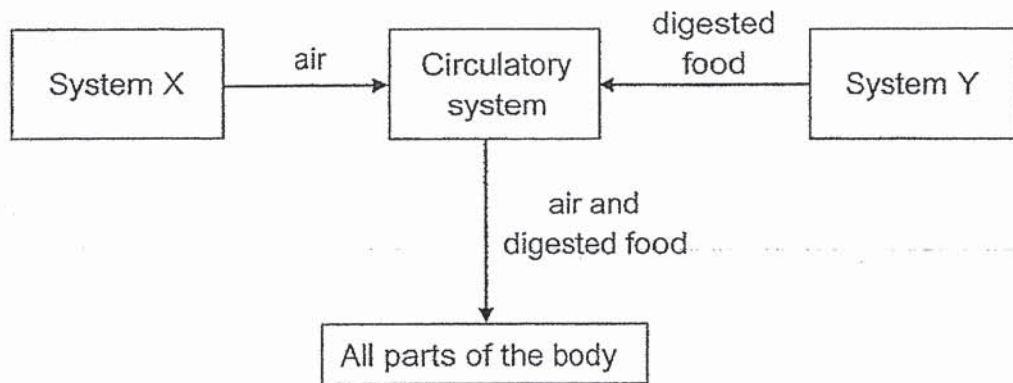 System X
air
Circulatory
system
digested
food
System Y
air and
digested food
All parts of the body